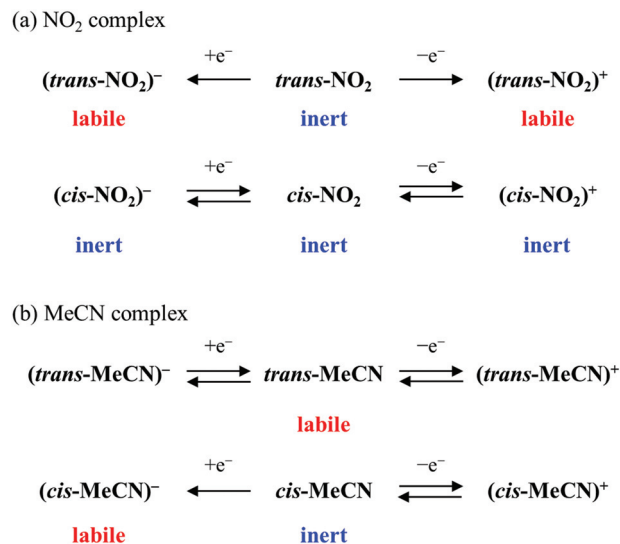 (a) NO₂ complex
+e⁻ −e⁻
(trans-NO₂)⁻ trans-NO₂ (trans-NO₂)⁺
labile inert labile
+e⁻ −e⁻
(cis-NO₂)⁻ cis-NO₂ (cis-NO₂)⁺
inert inert inert
(b) MeCN complex
+e⁻ −e⁻
(trans-MeCN)⁻ trans-MeCN (trans-MeCN)⁺
labile
+e⁻ −e⁻
(cis-MeCN)⁻ cis-MeCN (cis-MeCN)⁺
labile inert